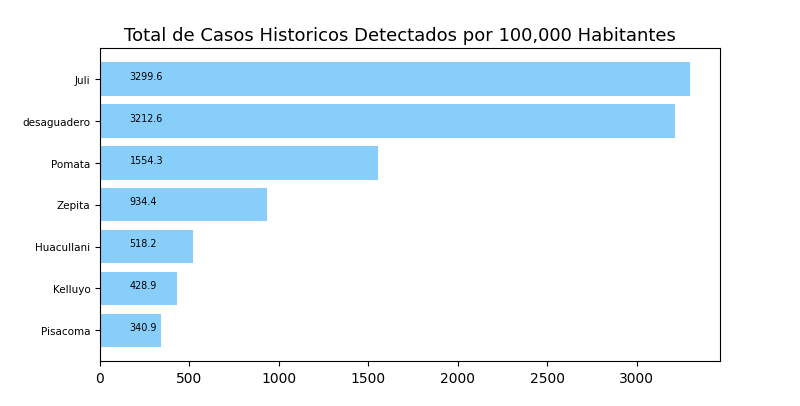 Total de Casos Historicos Detectados por 100,000 Habitantes
Juli 3299.6
desaguadero 3212.6
Pomata 1554.3
Zepita 934.4
Huacullani 518.2
Kelluyo 428.9
Pisacoma 340.9
0 500 1000 1500 2000 2500 3000